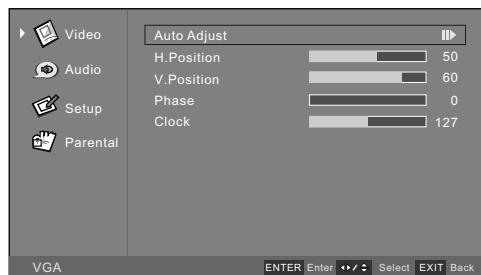 Video
Audio
Setup
Parental
Auto Adjust
H.Position 50
V.Position 60
Phase 0
Clock 127
VGA ENTER Enter Select EXIT Back